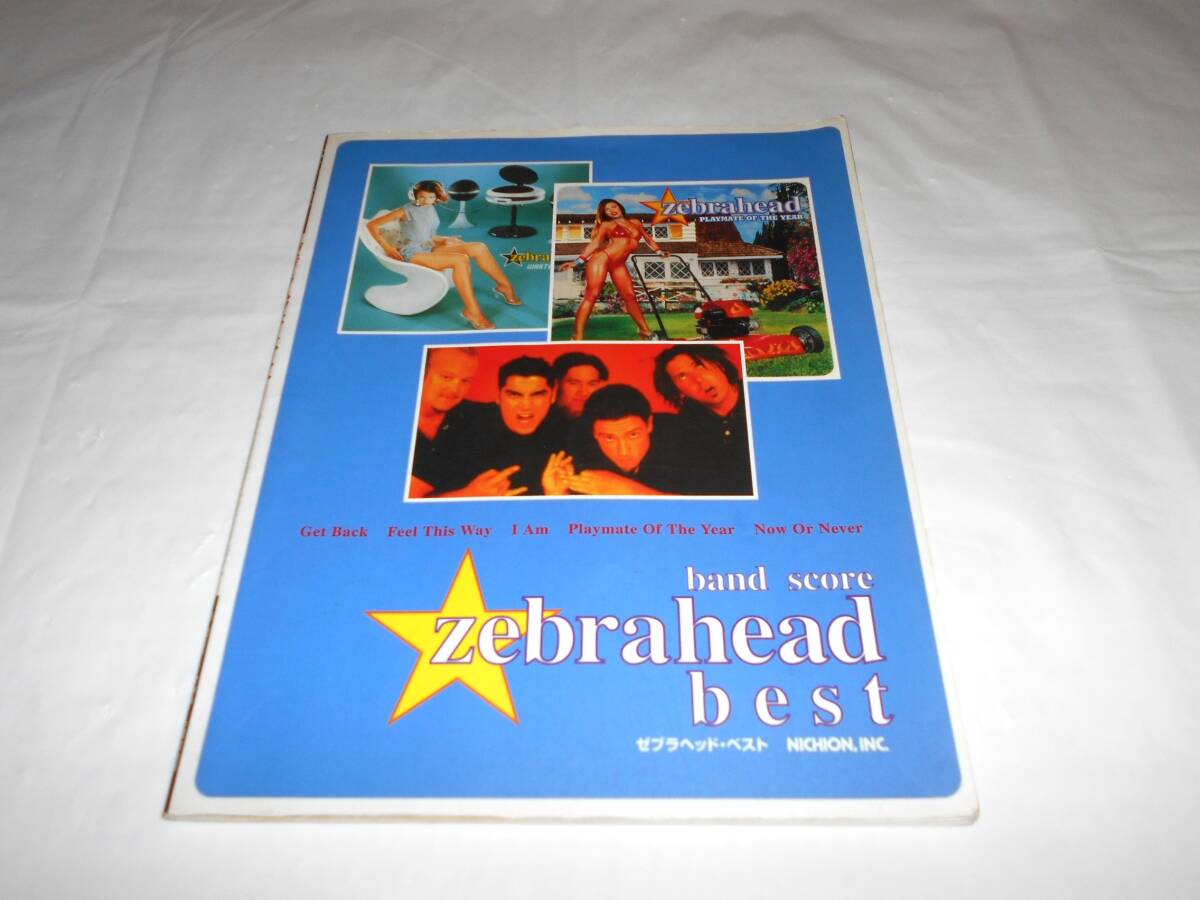 zebrahead
PLAYMATE OF THE YEAR
zebra
Get Back Feel This Way I Am Playmate Of The Year Now Or Never
band score
zebrahead
best
ゼブラヘッド・ベスト NICHION, INC.